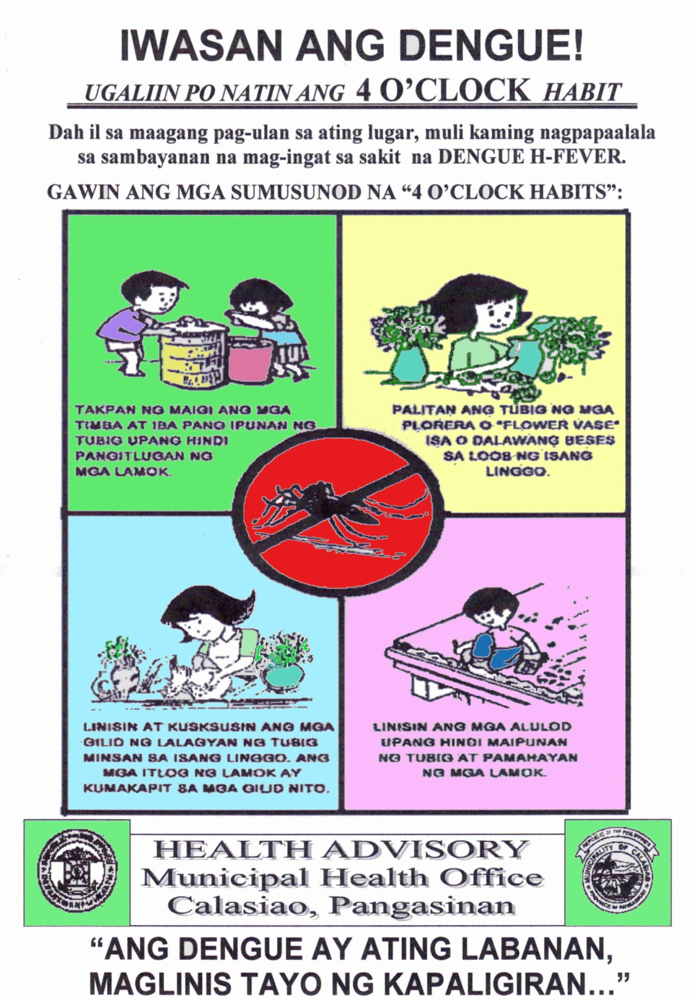 IWASAN ANG DENGUE!
UGALIIN PO NATIN ANG 4 O'CLOCK HABIT
Dah il sa maagang pag-ulan sa ating lugar, muli kaming nagpapaalala
sa sambayanan na mag-ingat sa sakit na DENGUE H-FEVER.
GAWIN ANG MGA SUMUSUNOD NA “4 O'CLOCK HABITS”:
TAKPAN NG MAIGI ANG MGA
TIMBA AT IBA PANG IPUNAN NG
TUBIG UPANG HINDI
PANGITLUGAN NG
MGA LAMOK.
PALITAN ANG TUBIG NG MGA
PLORERA O "FLOWER VASE"
ISA O DALAWANG BESES
SA LOOB NG ISANG
LINGGO.
LINISIN AT KUSKSUSIN ANG MGA
GILID NG LALAGYAN NG TUBIG
MINSAN SA ISANG LINGGO. ANG
MGA ITLOG NG LAMOK AY
KUMAKAPIT SA MGA GILID NITO.
LINISIN ANG MGA ALULOD
UPANG HINDI MAIPUNAN
NG TUBIG AT PAMAHAYAN
NG MGA LAMOK.
HEALTH ADVISORY
Municipal Health Office
Calasiao, Pangasinan
REPUBLIC OF THE PHILIPPINES
MUNICIPALITY OF CALASIAO
PROVINCE OF PANGASINAN
“ANG DENGUE AY ATING LABANAN,
MAGLINIS TAYO NG KAPALIGIRAN...”